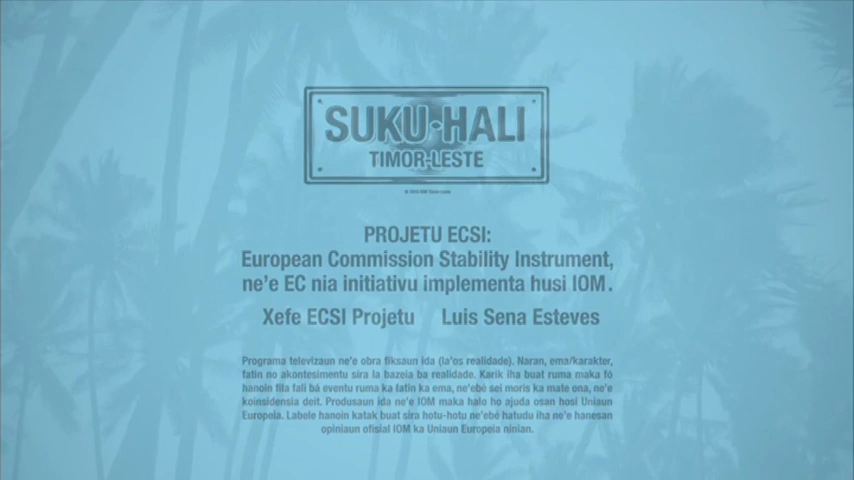 SUKU·HALI
TIMOR-LESTE
PROJETU ECSI:
European Commission Stability Instrument,
ne'e EC nia initiativu implementa husi IOM.
Xefe ECSI Projetu Luis Sena Esteves
Programa televizaun ne'e obra fiksaun ida (la'os realidade). Naran, ema/karakter,
fatin no akontesimentu sira la bazeia ba realidade. Karik iha buat ruma maka fó
hanoin fila fali bá eventu ruma ka fatin ka ema, ne'ebé sei moris ka mate ona, ne'e
koinsidensia deit. Produsaun ida ne'e IOM maka halo ho ajuda osan hosi Uniaun
Europeia. Labele hanoin katak buat sira hotu-hotu ne'ebé hatudu iha ne'e hanesan
opiniaun ofisial IOM ka Uniaun Europeia ninian.